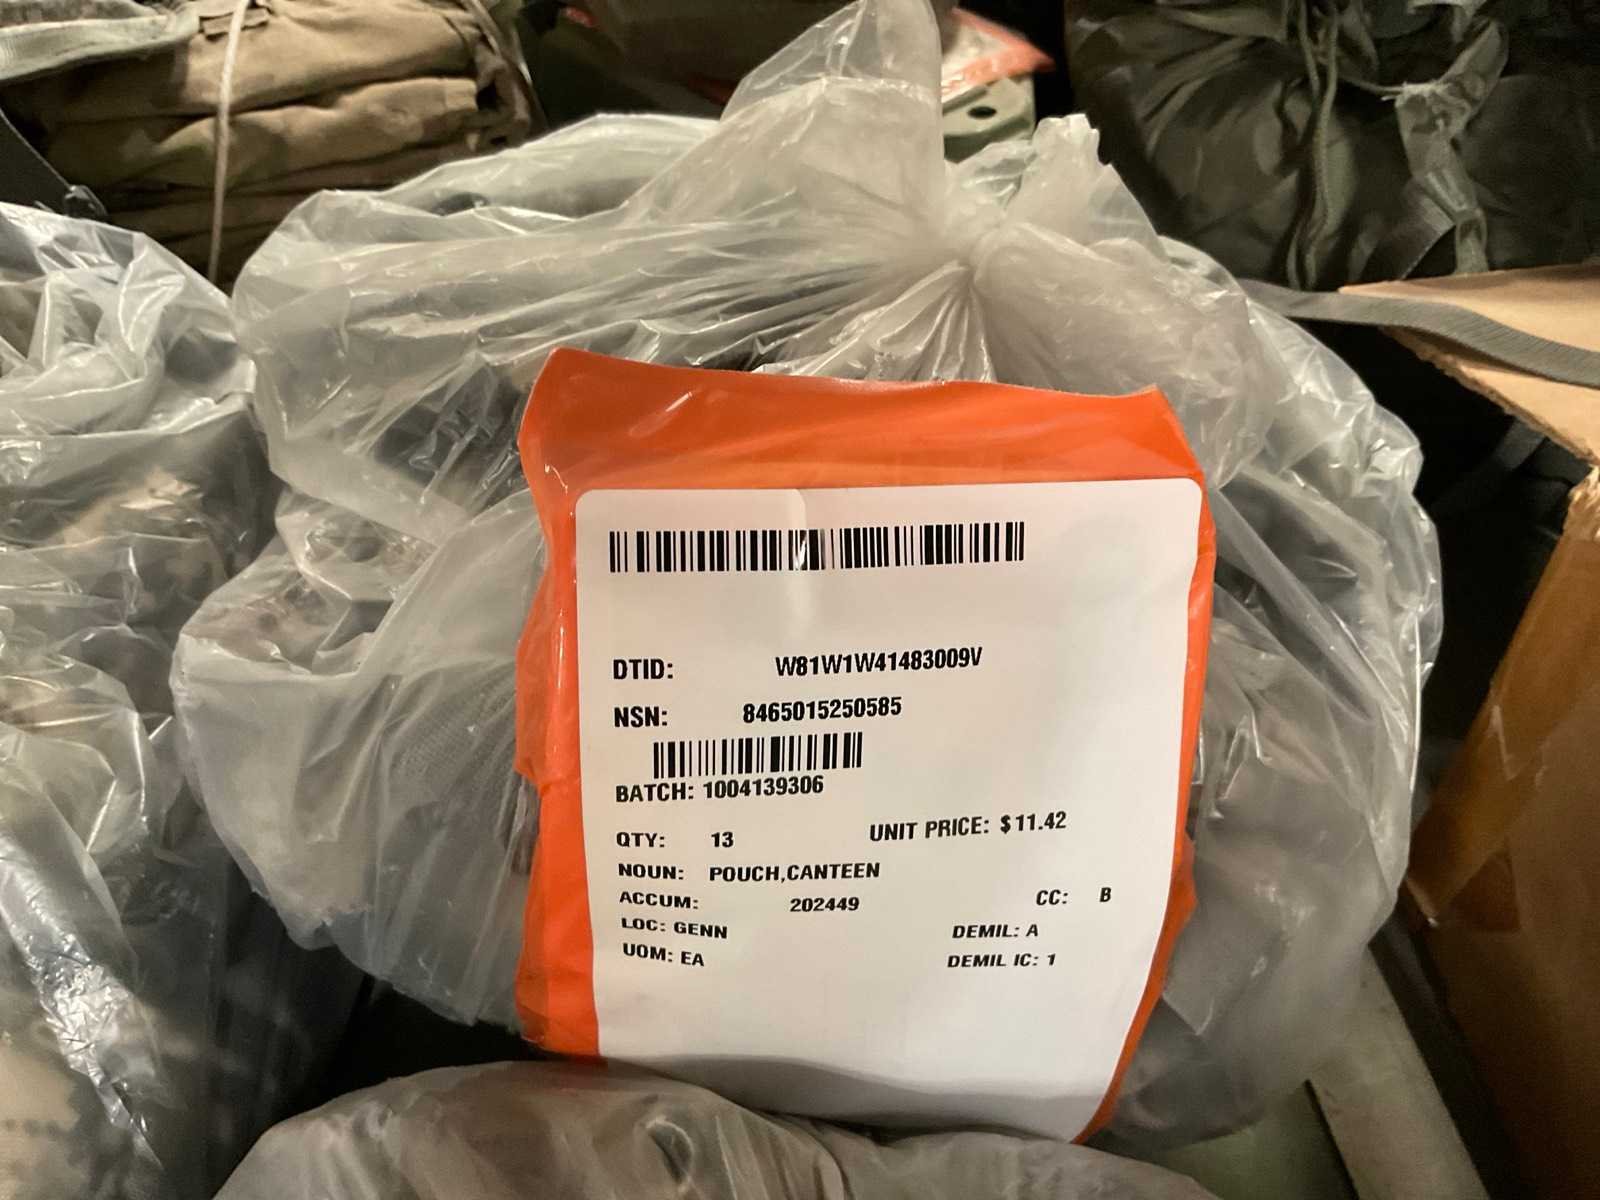 DTID: W81W1W41483009V
NSN: 8465015250585
BATCH: 1004139306
QTY: 13 UNIT PRICE: $11.42
NOUN: POUCH,CANTEEN
ACCUM: 202449 CC: B
LOC: GENN DEMIL: A
UOM: EA DEMIL IC: 1